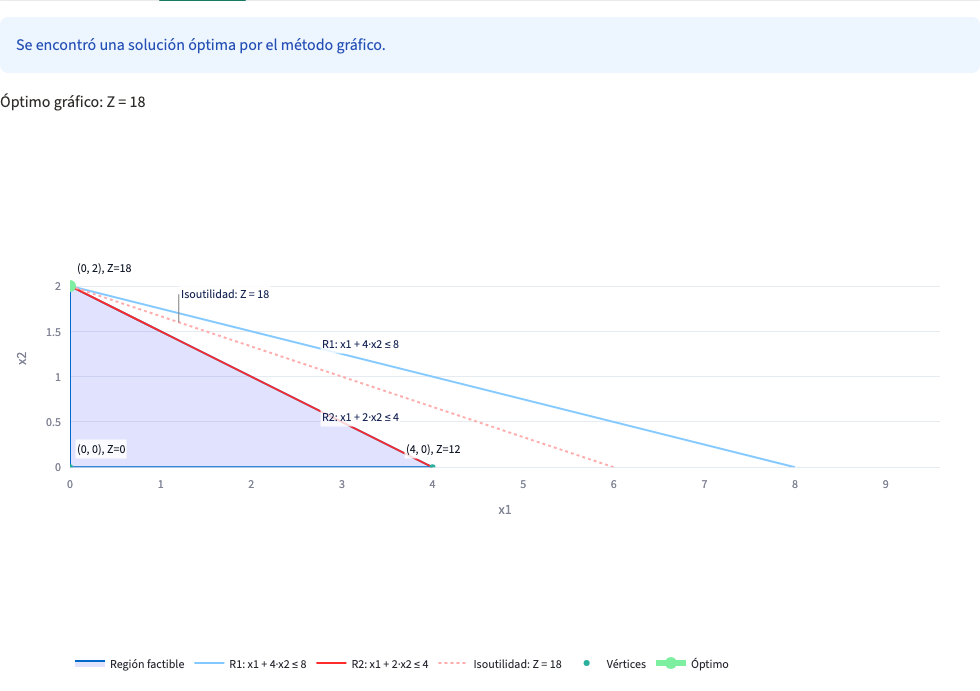 Se encontró una solución óptima por el método gráfico.
Óptimo gráfico: Z = 18
(0, 2), Z=18
2
Isoutilidad: Z = 18
1.5
R1: x1 + 4·x2 ≤ 8
x2
1
0.5
R2: x1 + 2·x2 ≤ 4
(0, 0), Z=0
(4, 0), Z=12
0
0 1 2 3 4 5 6 7 8 9
x1
Región factible R1: x1 + 4·x2 ≤ 8 R2: x1 + 2·x2 ≤ 4 Isoutilidad: Z = 18 Vértices Óptimo